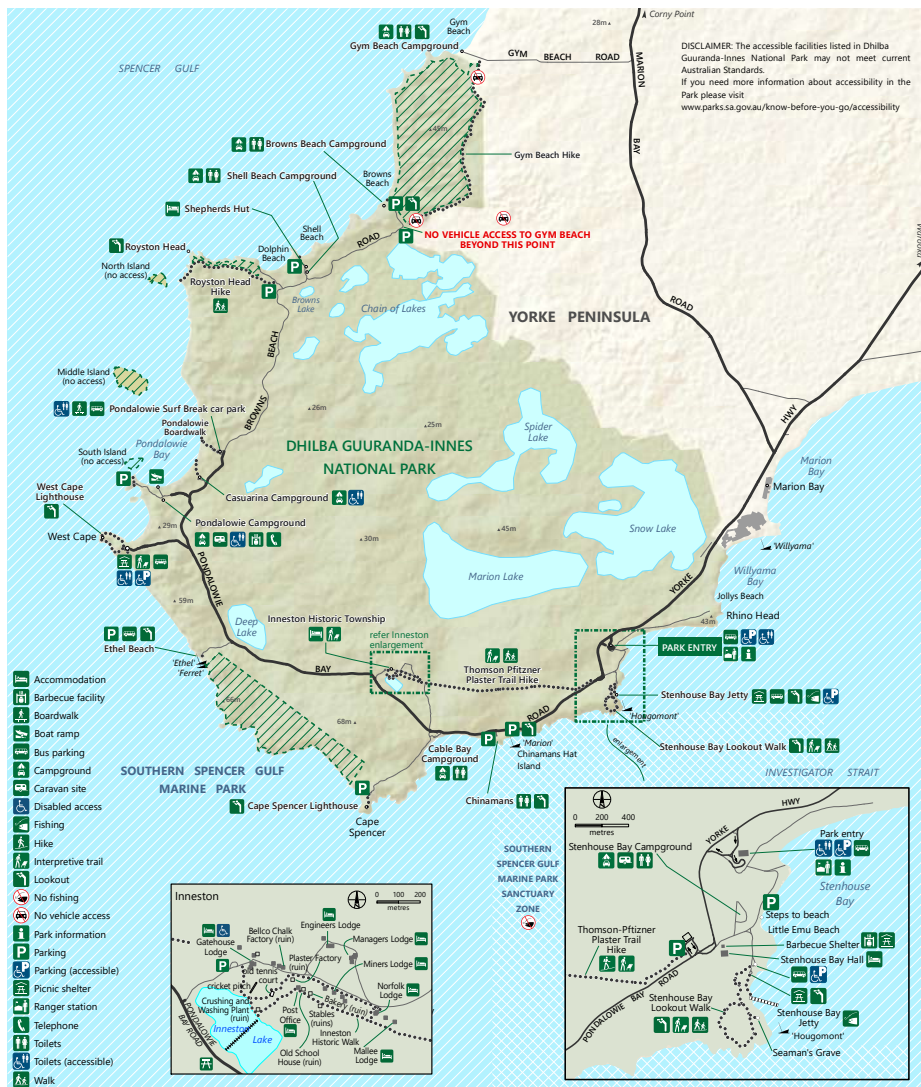 Gym
Beach
Gym Beach Campground
28m
Corny Point
GYM BEACH ROAD
MARION
BAY
ROAD
SPENCER GULF
DISCLAIMER: The accessible facilities listed in Dhilba
Guuranda-Innes National Park may not meet current
Australian Standards.
If you need more information about accessibility in the
Park please visit
www.parks.sa.gov.au/know-before-you-go/accessibility
45m
Browns Beach Campground
Gym Beach Hike
Shell Beach Campground
Browns
Beach
Shepherds Hut
Shell
Beach
NO VEHICLE ACCESS TO GYM BEACH
BEYOND THIS POINT
Royston Head
Dolphin
Beach
ROAD
North Island
(no access)
Royston Head
Hike
Browns
Lake
Chain of Lakes
YORKE PENINSULA
BEACH
BROWNS
Middle Island
(no access)
Pondalowie Surf Break car park
26m
25m
Pondalowie
Boardwalk
Pondalowie
Bay
DHILBA GUURANDA-INNES
NATIONAL PARK
Spider
Lake
HWY
South Island
(no access)
Marion
Bay
Marion Bay
West Cape
Lighthouse
Casuarina Campground
Pondalowie Campground
29m
30m
45m
Snow Lake
West Cape
'Willyama'
PONDALOWIE
Marion Lake
YORKE
Willyama
Bay
Jollys Beach
59m
Rhino Head
43m
Deep
Lake
Inneston Historic Township
refer Inneston
enlargement
PARK ENTRY
Ethel Beach
'Ethel'
'Ferret'
BAY
Thomson Pfitzner
Plaster Trail Hike
66m
68m
ROAD
Stenhouse Bay Jetty
'Hougomont'
Stenhouse Bay Lookout Walk
enlargement
'Marion'
Chinamans Hat
Island
Cable Bay
Campground
Chinamans
INVESTIGATOR STRAIT
SOUTHERN SPENCER GULF
MARINE PARK
Cape Spencer Lighthouse
Cape
Spencer
SOUTHERN
SPENCER GULF
MARINE PARK
SANCTUARY
ZONE
Accommodation
Barbecue facility
Boardwalk
Boat ramp
Bus parking
Campground
Caravan site
Disabled access
Fishing
Hike
Interpretive trail
Lookout
No fishing
No vehicle access
Park information
Parking
Parking (accessible)
Picnic shelter
Ranger station
Telephone
Toilets
Toilets (accessible)
Walk
Inneston
0 100 200
metres
Engineers Lodge
Bellco Chalk
Factory (ruin)
Gatehouse
Lodge
Managers Lodge
Plaster Factory
(ruin)
Miners Lodge
old tennis
court
cricket pitch
Norfolk
Lodge
Crushing and
Washing Plant
(ruins)
Bakery (ruin)
Post
Office
Stables
(ruins)
Inneston
Historic Walk
Inneston
Lake
Old School
House (ruin)
Mallee
Lodge
PONDALOWIE
BAY ROAD
0 200 400
metres
HWY
YORKE
Stenhouse Bay Campground
Park entry
Stenhouse
Bay
Steps to beach
Little Emu Beach
Thomson-Pfitzner
Plaster Trail
Hike
Barbecue Shelter
Stenhouse Bay Hall
PONDALOWIE BAY ROAD
Stenhouse Bay
Lookout Walk
Stenhouse Bay
Jetty
'Hougomont'
Seaman's Grave